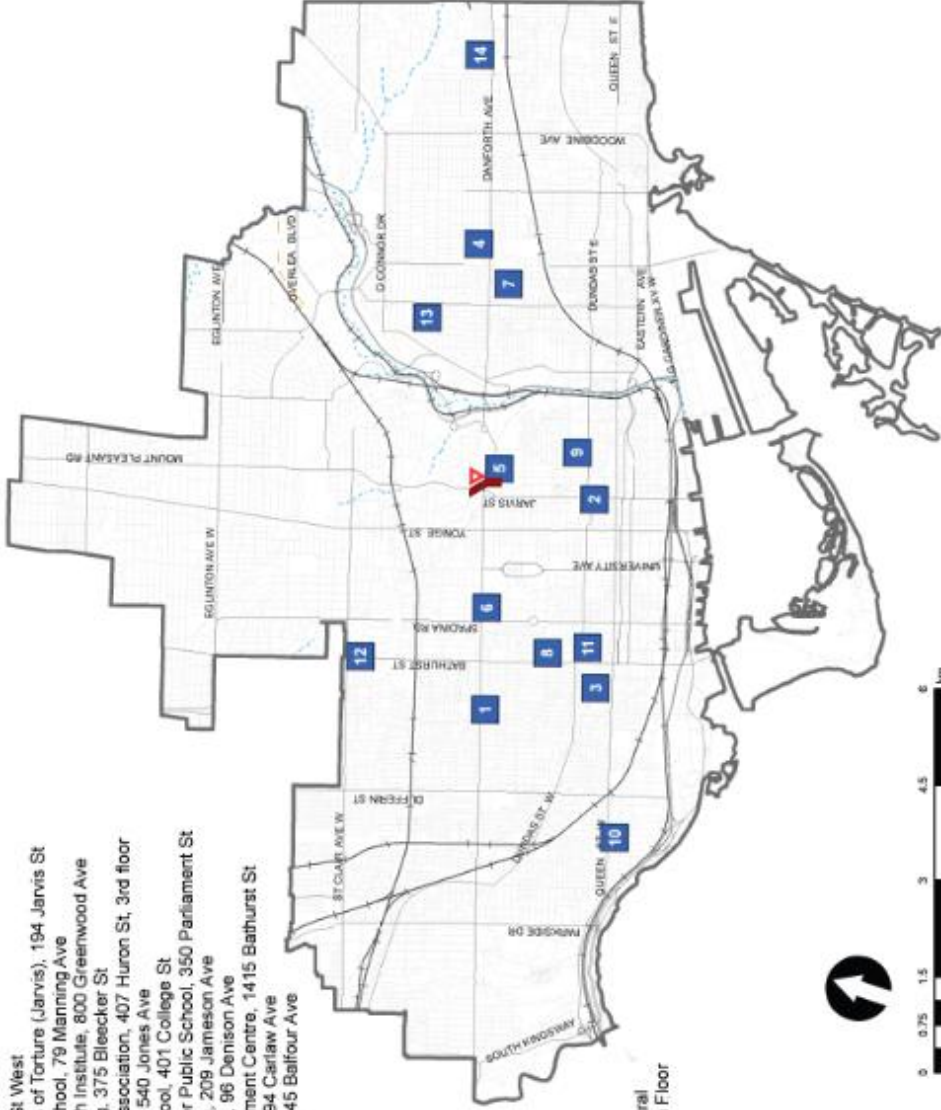 St West
of Torture (Jarvis), 194 Jarvis St
hool, 79 Manning Ave
h Institute, 800 Greenwood Ave
, 375 Bleecker St
ssociation, 407 Huron St, 3rd floor
540 Jones Ave
ool, 401 College St
r Public School, 350 Parliament St
, 209 Jameson Ave
, 96 Denison Ave
ment Centre, 1415 Bathurst St
94 Carlaw Ave
45 Balfour Ave
ral
Floor
MOUNT PLEASANT RD
EGLINTON AVE W
EGLINTON AVE
OVERLEA BLVD
O CONNOR DR
DANFORTH AVE
WOODBINE AVE
QUEEN ST E
DUNDAS ST E
EASTERN AVE
JARVIS ST
YONGE ST
UNIVERSITY AVE
SPADINA RD
BATHURST ST
ST CLAIR AVE W
DUFFERIN ST
DUNDAS ST W
QUEEN
PARKSIDE DR
SOUTH KINGSWAY
1
2
3
4
5
6
7
8
9
10
11
12
13
14
0 0.75 1.5 3 4.5 6
km